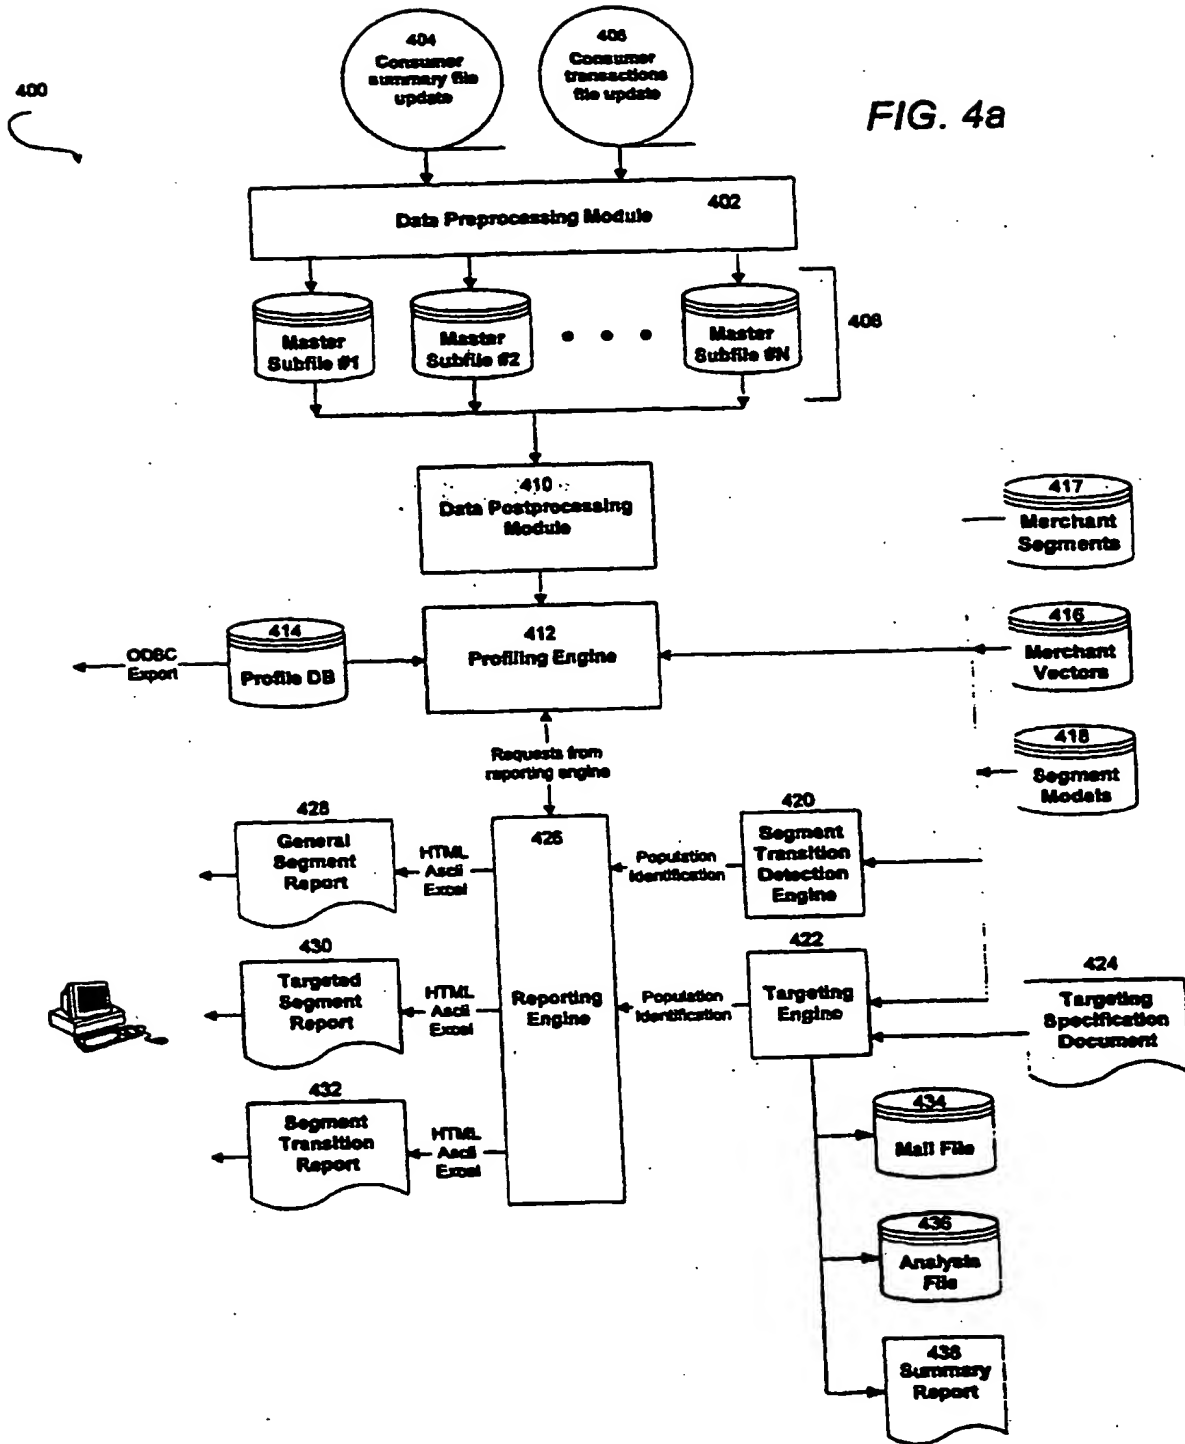 404
Consumer
summary file
update
406
Consumer
transactions
file update
400
FIG. 4a
402
Data Preprocessing Module
Master
Subfile #1
Master
Subfile #2
Master
Subfile #N
408
410
Data Postprocessing
Module
417
Merchant
Segments
414
Profile DB
ODBC
Export
412
Profiling Engine
416
Merchant
Vectors
Requests from
reporting engine
418
Segment
Models
428
General
Segment
Report
HTML
Ascii
Excel
426
Reporting
Engine
Population
Identification
420
Segment
Transition
Detection
Engine
430
Targeted
Segment
Report
HTML
Ascii
Excel
Population
Identification
422
Targeting
Engine
424
Targeting
Specification
Document
432
Segment
Transition
Report
HTML
Ascii
Excel
434
Mail File
436
Analysis
File
438
Summary
Report